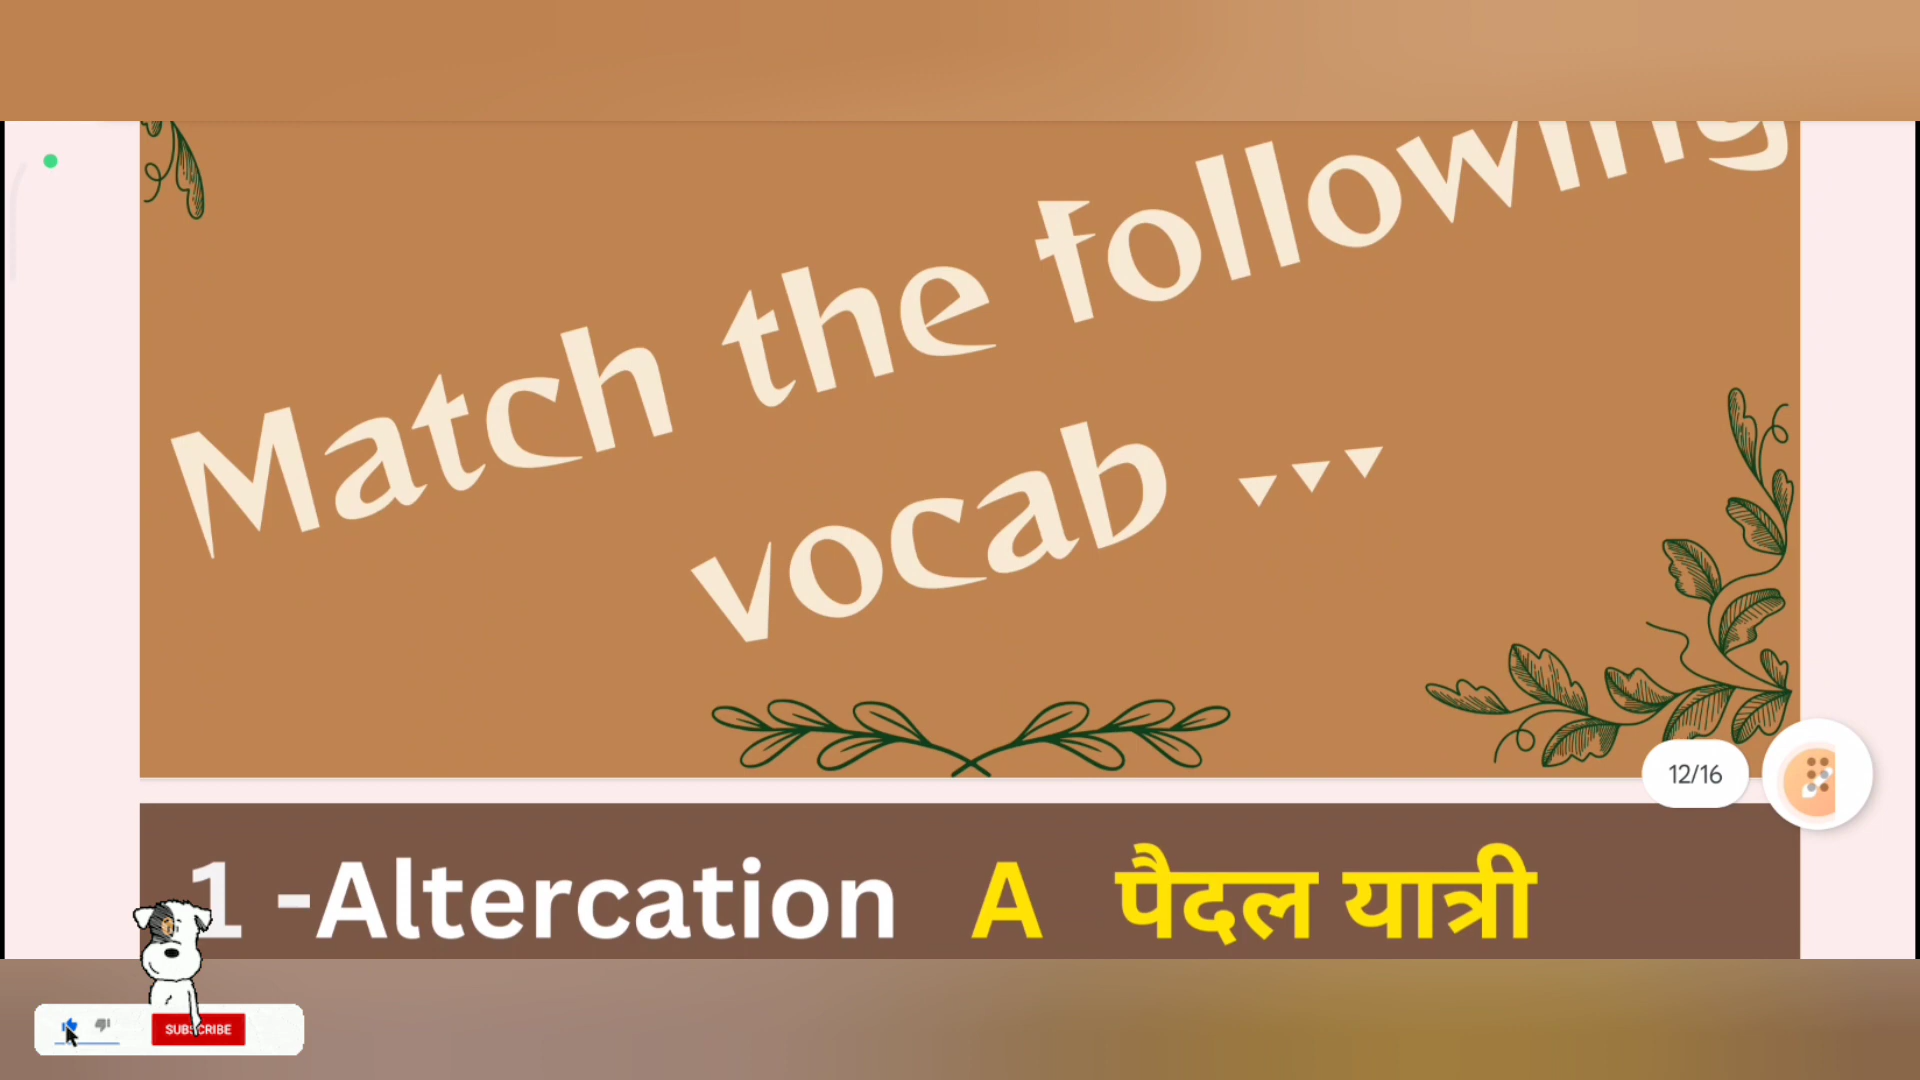 Match the following
vocab
12/16
1 -Altercation A पैदल यात्री
SUBSCRIBE